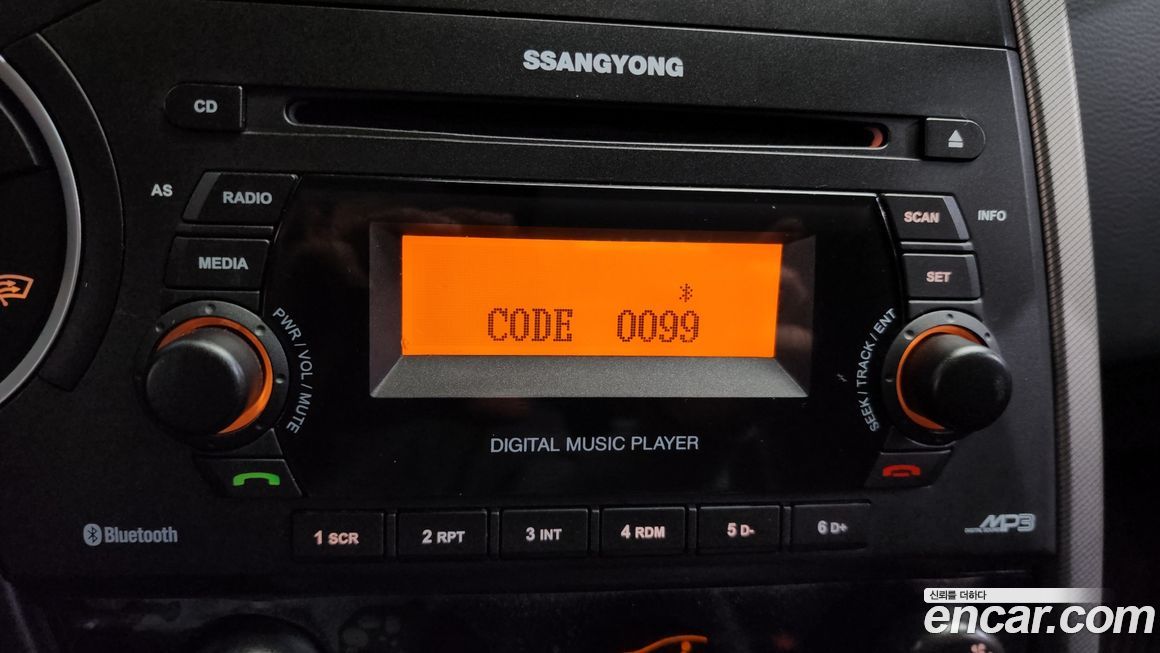 SSANGYONG
CD
AS
RADIO
SCAN
INFO
MEDIA
SET
CODE 0099
PWR / VOL / MUTE
SEEK / TRACK / ENT
DIGITAL MUSIC PLAYER
Bluetooth
1 SCR
2 RPT
3 INT
4 RDM
5 D-
6 D+
MP3
신뢰를 더하다
encar.com